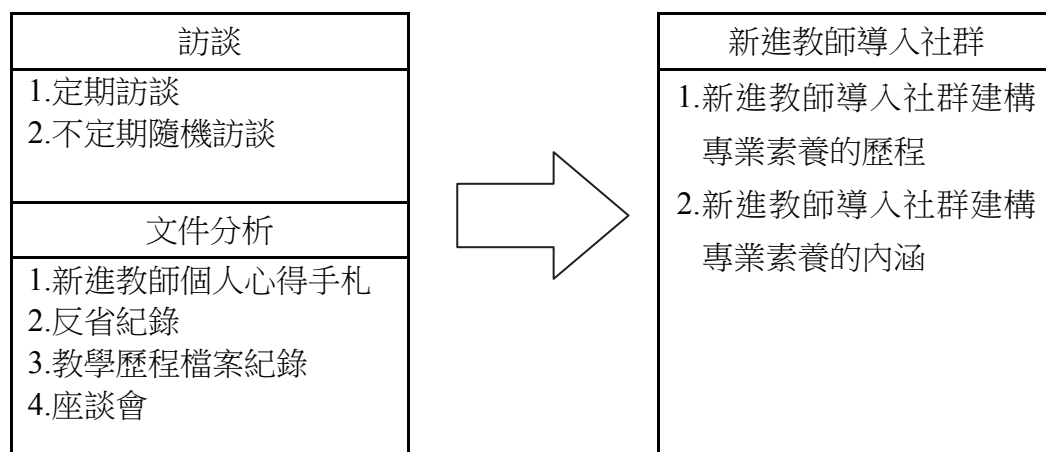 訪談
1.定期訪談
2.不定期隨機訪談
文件分析
1.新進教師個人心得手札
2.反省紀錄
3.教學歷程檔案紀錄
4.座談會
新進教師導入社群
1.新進教師導入社群建構
專業素養的歷程
2.新進教師導入社群建構
專業素養的內涵